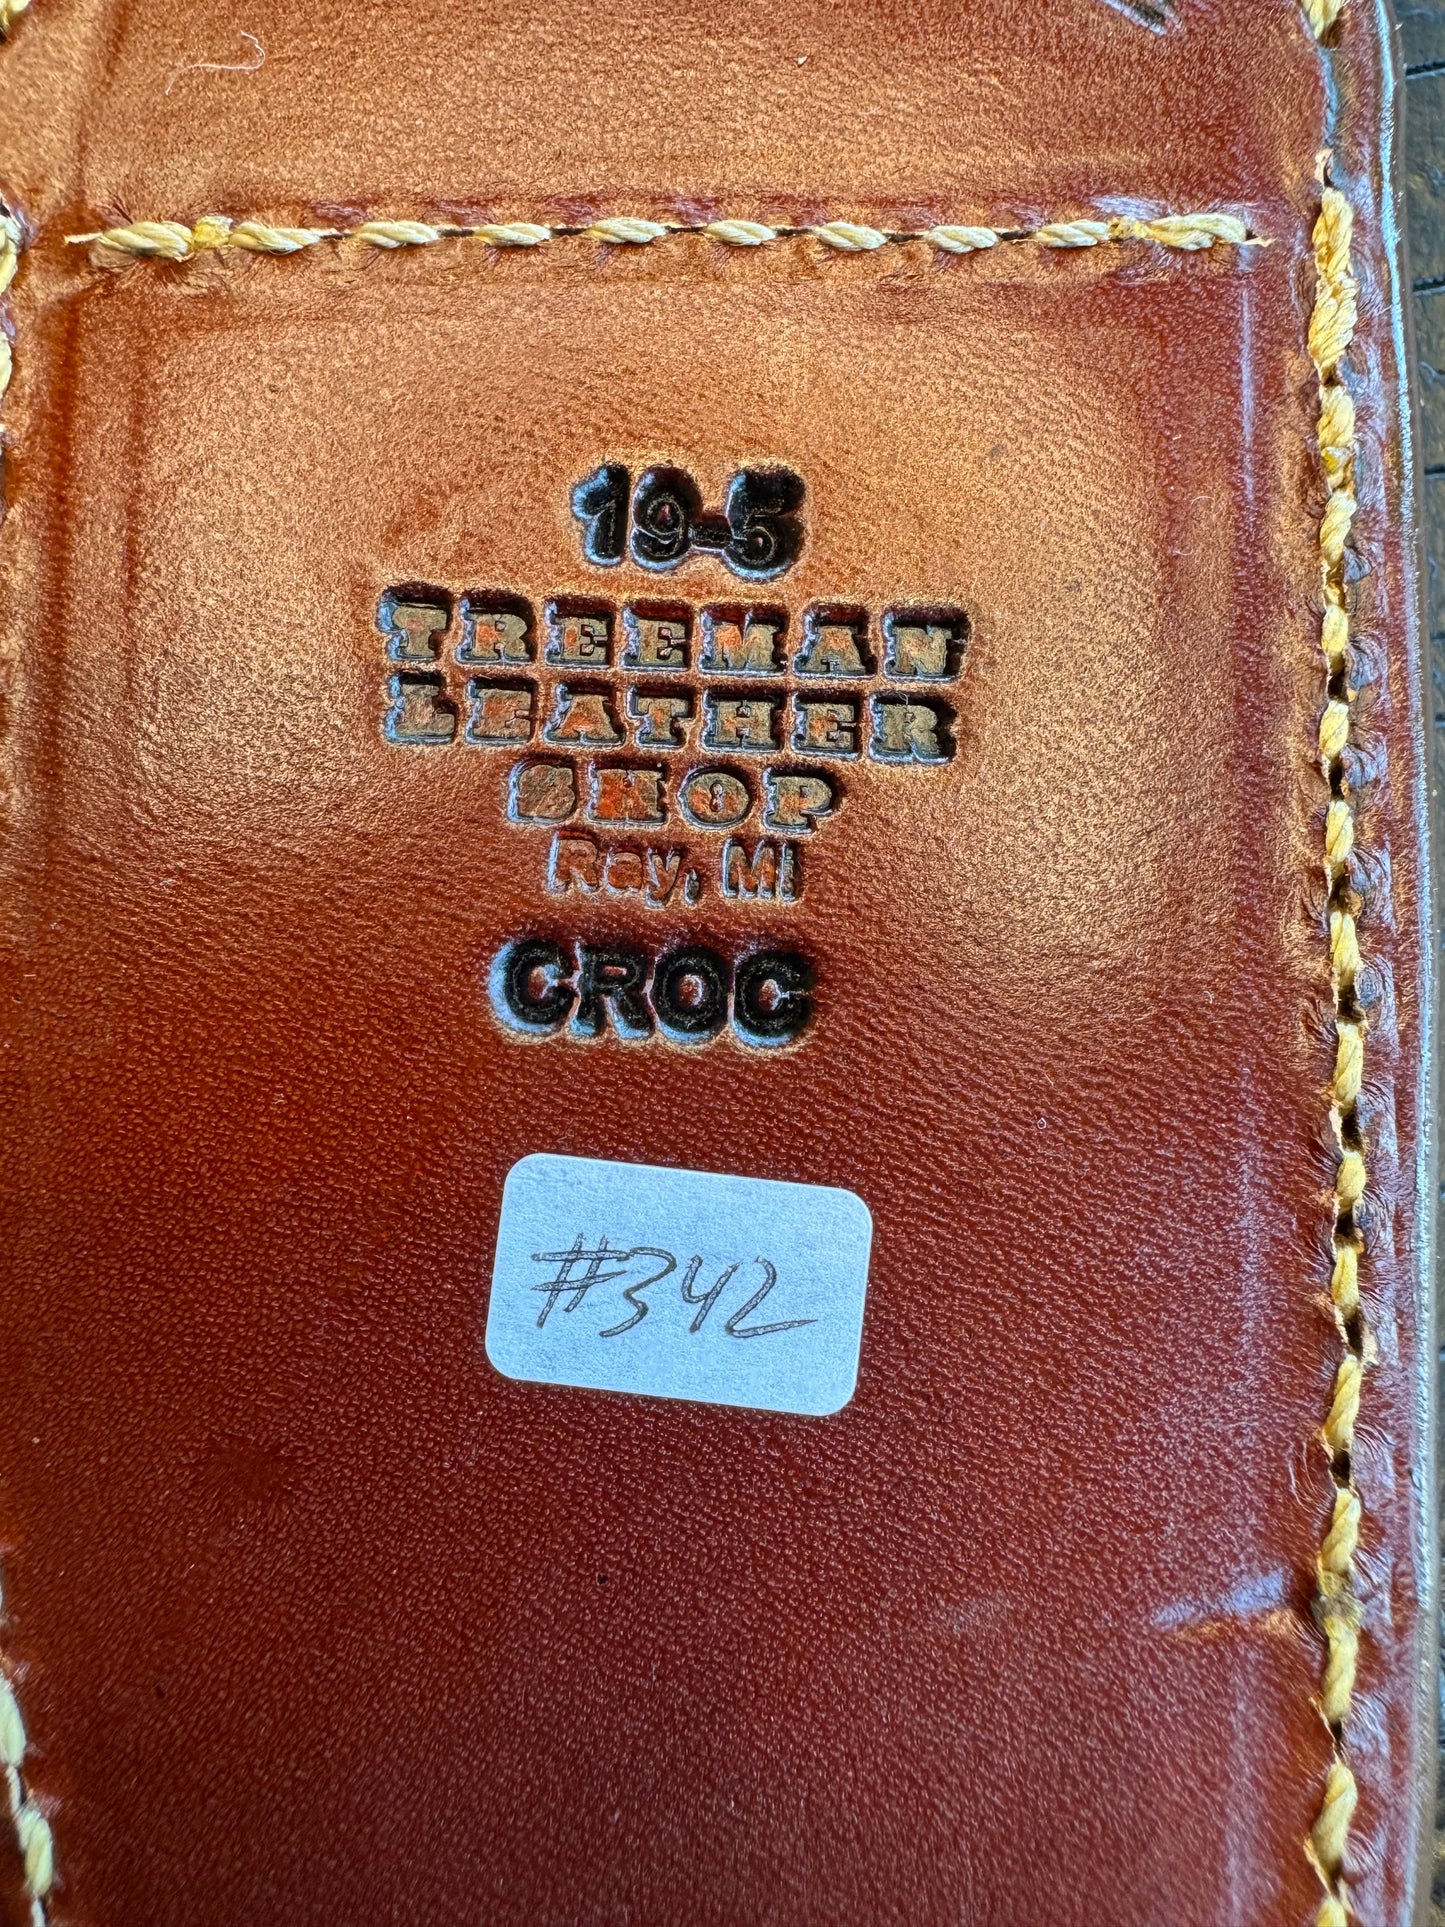 19-5
TREEMAN
LEATHER
SHOP
Ray, Mi
CROC
#342